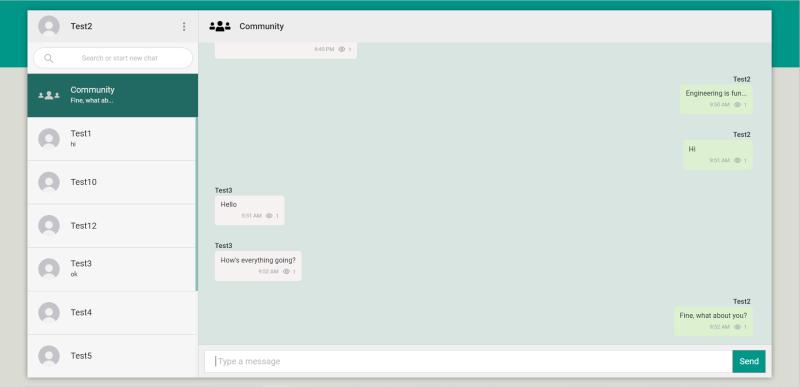 Test2
Search or start new chat
Community
Fine, what ab...
Test1
hi
Test10
Test12
Test3
ok
Test4
Test5
Community
9:45 PM 1
Test2
Engineering is fun...
9:50 AM 1
Test2
Hi
9:51 AM 1
Test3
Hello
9:51 AM 1
Test3
How's everything going?
9:52 AM 1
Test2
Fine, what about you?
9:52 AM 1
Type a message
Send